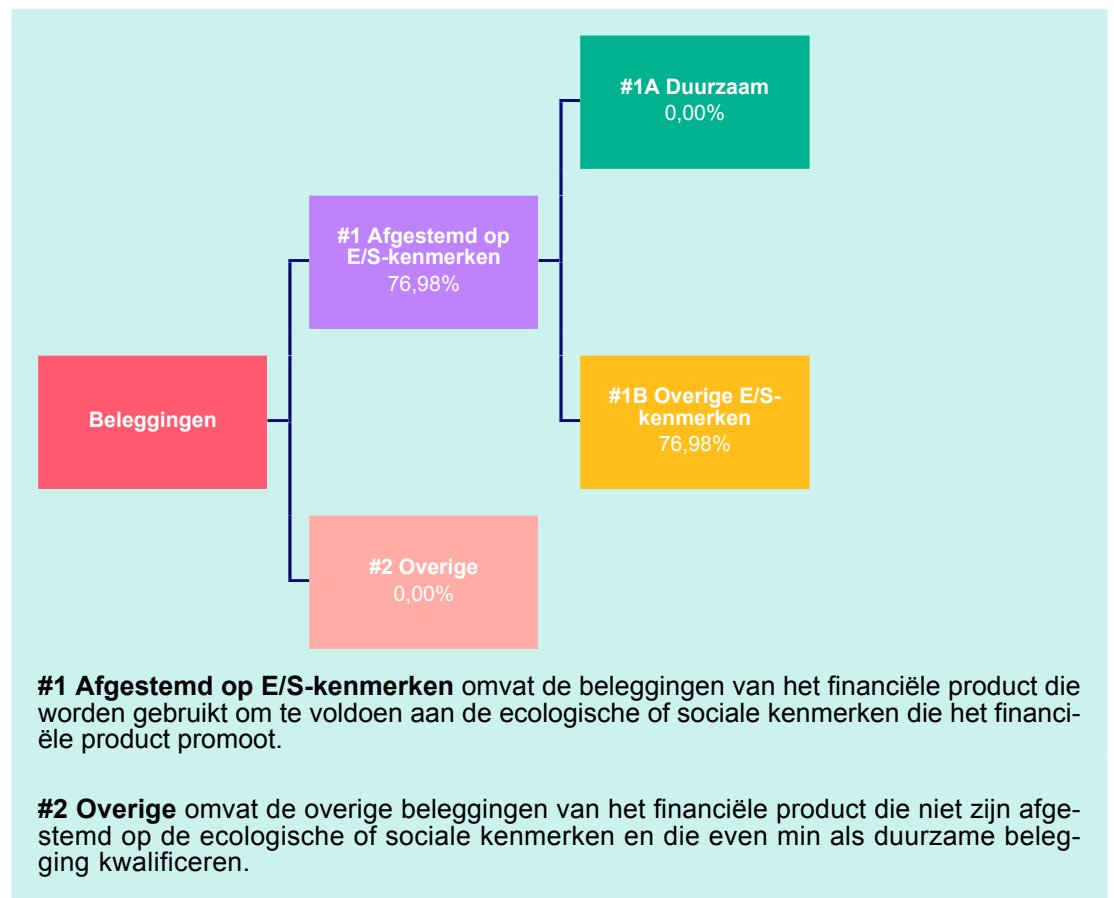 #1A Duurzaam
0,00%
#1 Afgestemd op
E/S-kenmerken
76,98%
Beleggingen
#1B Overige E/S-
kenmerken
76,98%
#2 Overige
0,00%
#1 Afgestemd op E/S-kenmerken omvat de beleggingen van het financiële product die
worden gebruikt om te voldoen aan de ecologische of sociale kenmerken die het financi-
ële product promoot.
#2 Overige omvat de overige beleggingen van het financiële product die niet zijn afge-
stemd op de ecologische of sociale kenmerken en die even min als duurzame beleg-
ging kwalificeren.